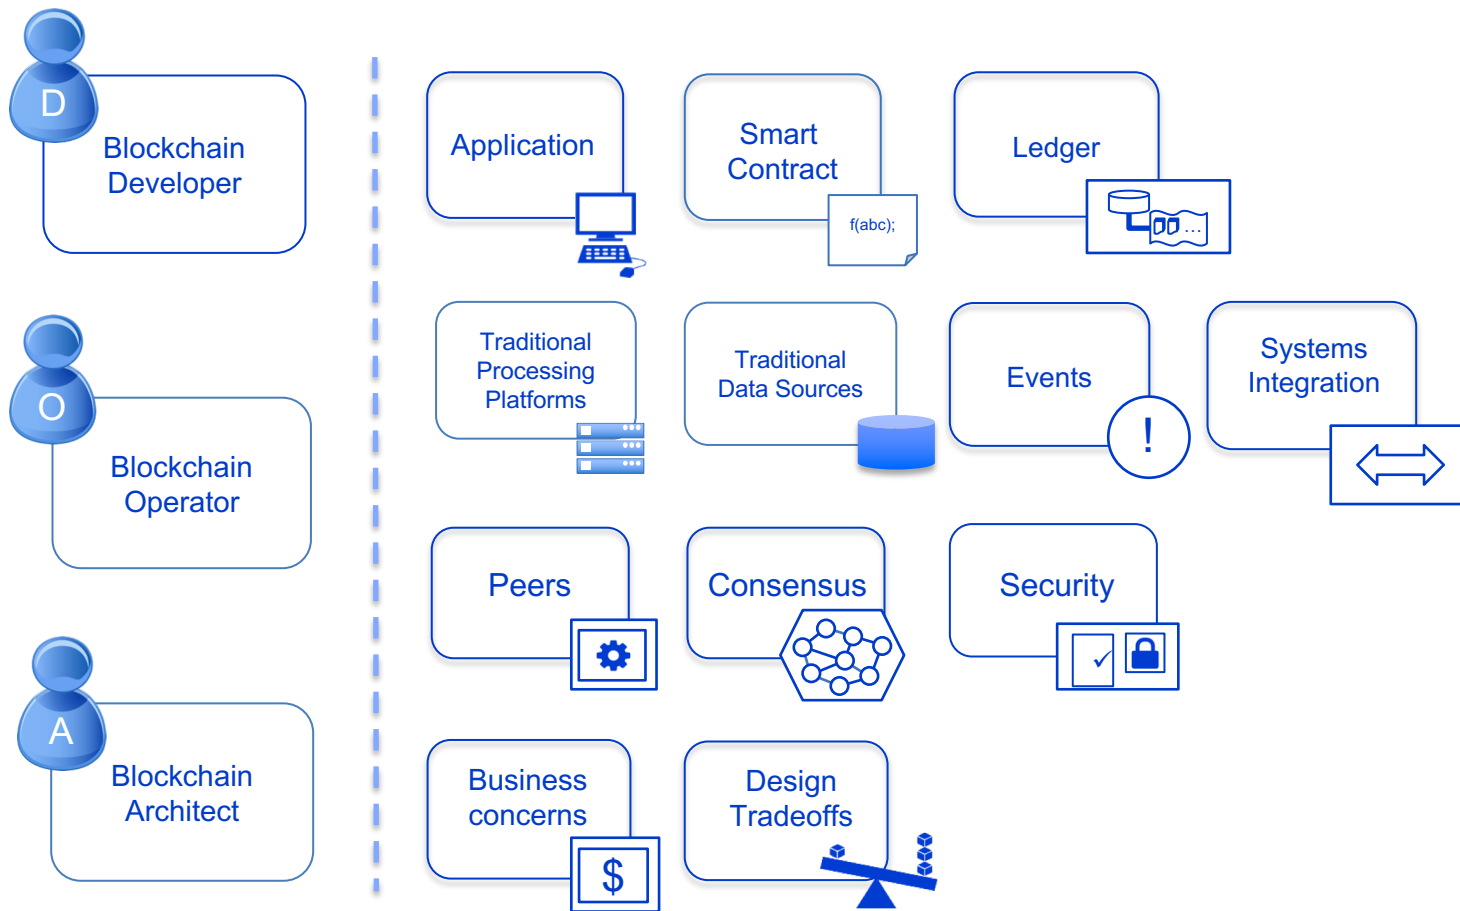 D
Blockchain
Developer
Application
Smart
Contract
f(abc);
Ledger
...
O
Blockchain
Operator
Traditional
Processing
Platforms
Traditional
Data Sources
Events
!
Systems
Integration
Peers
Consensus
Security
A
Blockchain
Architect
Business
concerns
$
Design
Tradeoffs